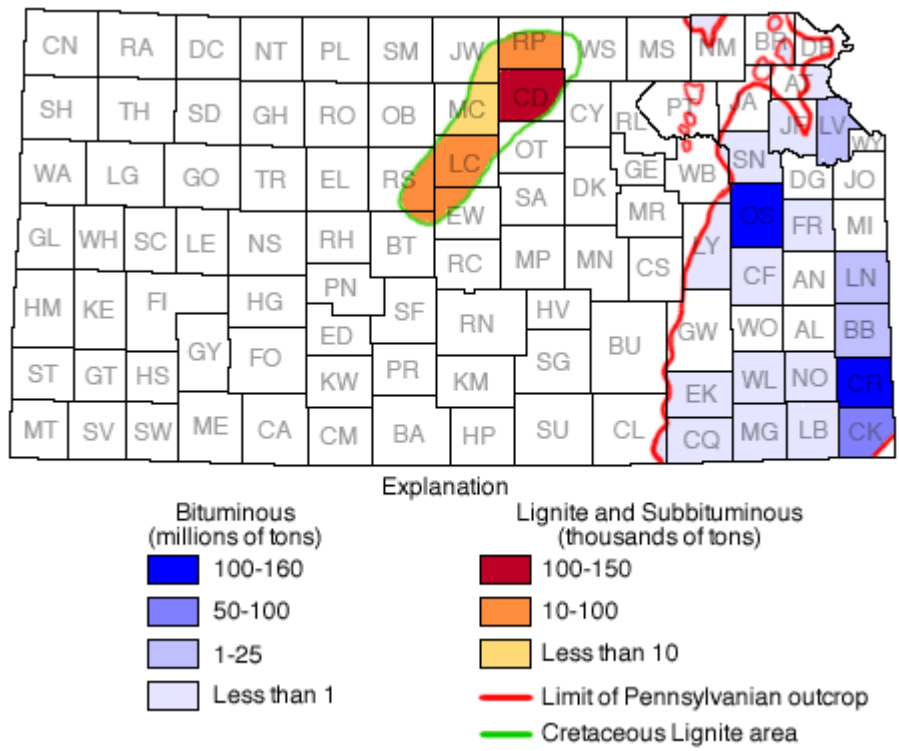 CN RA DC NT PL SM JW RP WS MS NM BR DP
SH TH SD GH RO OB MC CD CY RL PT JA AT
WA LG GO TR EL RS LC OT GE WB SN JF LV WY
GL WH SC LE NS RH BT EW SA DK MR LY OS DG JO
FR MI
HM KE FI HG PN SF RC MP MN CS CF AN LN
ST GT HS GY FO ED PR RN HV BU GW WO AL BB
KW KM SG EK WL NO CR
MT SV SW ME CA CM BA HP SU CL CQ MG LB CK
Explanation
Bituminous
(millions of tons)
100-160
50-100
1-25
Less than 1
Lignite and Subbituminous
(thousands of tons)
100-150
10-100
Less than 10
Limit of Pennsylvanian outcrop
Cretaceous Lignite area